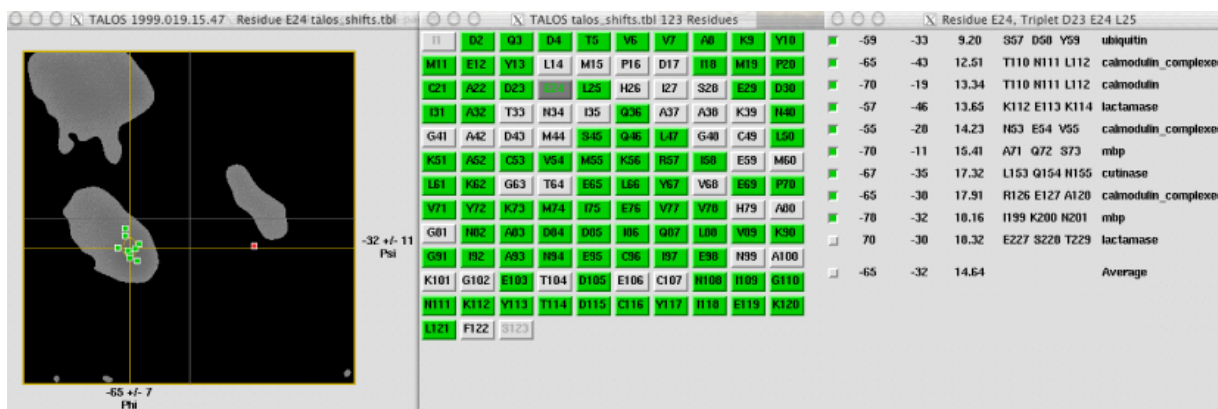 TALOS 1999.019.15.47 Residue E24 talos_shifts.tbl
-32 +/- 11
Psi
-65 +/- 7
Phi
TALOS talos_shifts.tbl 123 Residues
I1 D2 Q3 D4 T5 V6 V7 A8 K9 Y10
M11 E12 Y13 L14 M15 P16 D17 I18 M19 P20
C21 A22 D23 E24 L25 H26 I27 S28 E29 D30
I31 A32 T33 N34 I35 Q36 A37 A38 K39 N40
G41 A42 D43 M44 S45 Q46 L47 G48 C49 L50
K51 A52 C53 V54 M55 K56 R57 I58 E59 M60
L61 K62 G63 T64 E65 L66 Y67 V68 E69 P70
V71 Y72 K73 M74 I75 E76 V77 V78 H79 A80
G81 N82 A83 D84 D85 I86 Q87 L88 V89 K90
G91 I92 A93 N94 E95 C96 I97 E98 N99 A100
K101 G102 E103 T104 D105 E106 C107 N108 I109 G110
N111 K112 Y113 T114 D115 C116 Y117 I118 E119 K120
L121 F122 S123
Residue E24, Triplet D23 E24 L25
-59 -33 9.20 S57 D58 Y59 ubiquitin
-65 -43 12.51 T110 N111 L112 calmodulin_complexe
-70 -19 13.34 T110 N111 L112 calmodulin
-57 -46 13.65 K112 E113 K114 lactamase
-55 -28 14.23 N53 E54 V55 calmodulin_complexe
-70 -11 15.41 A71 Q72 S73 mbp
-67 -35 17.32 L153 Q154 N155 cutinase
-65 -38 17.91 R126 E127 A128 calmodulin_complexe
-78 -32 18.16 I199 K200 N201 mbp
70 -30 18.32 E227 S228 T229 lactamase
-65 -32 14.64 Average